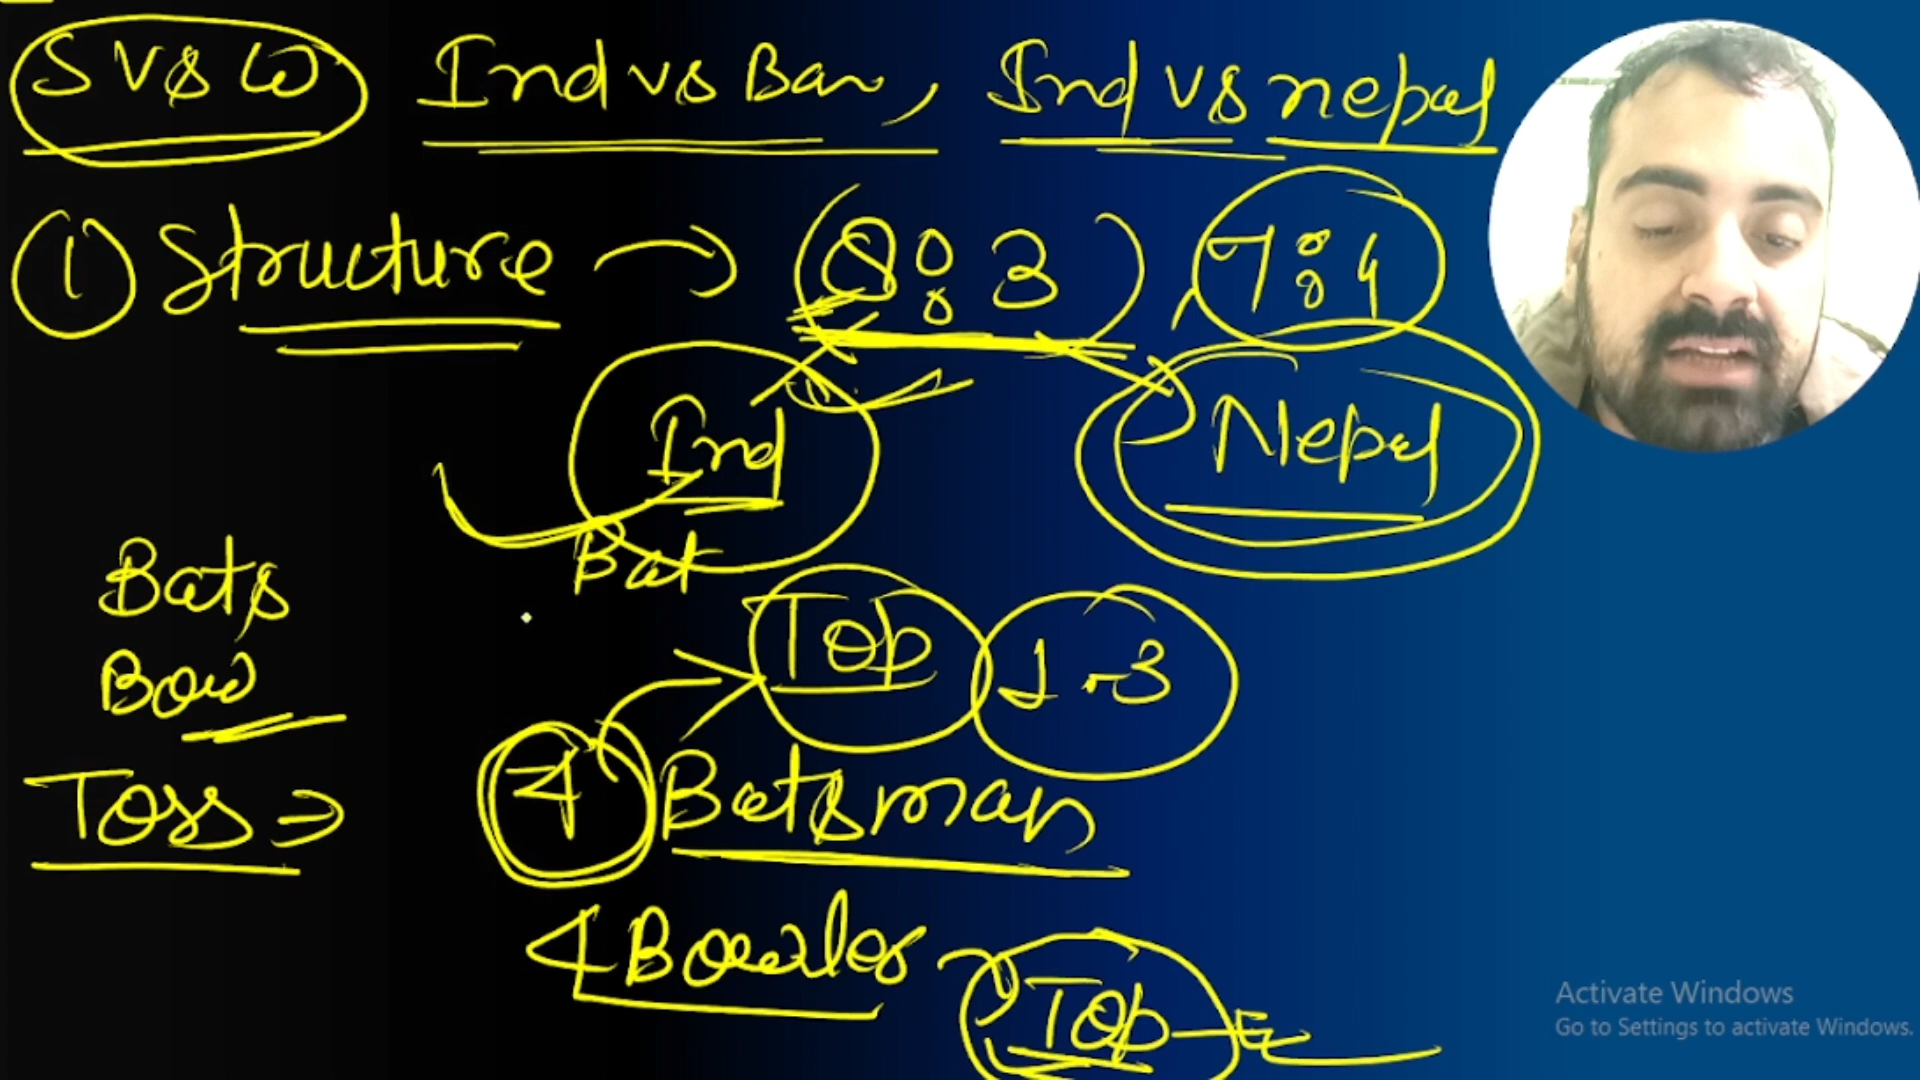 S vs W Ind vs Ban, Ind vs nepal
① Structure → (8:3), 7:4
Ind Nepal
Bat
Bats
Bow
Top 1-3
Toss ⇒ 4 Batsman
4 Bowler
Top
Activate Windows
Go to Settings to activate Windows.